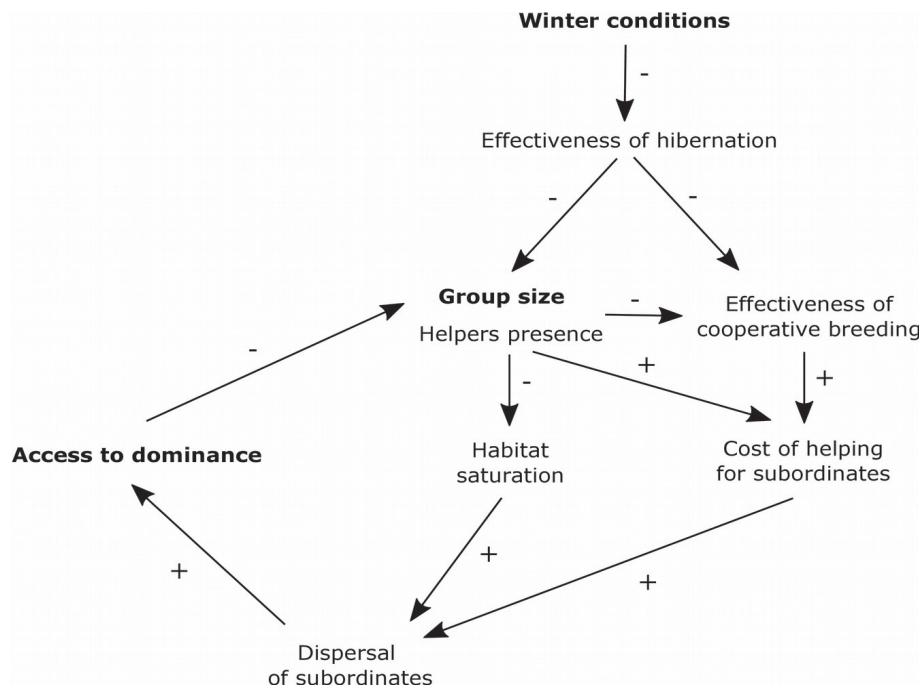 Winter conditions
-
Effectiveness of hibernation
-
-
Group size
Helpers presence
-
Effectiveness of
cooperative breeding
-
-
+
+
Access to dominance
Habitat
saturation
Cost of helping
for subordinates
+
+
+
Dispersal
of subordinates